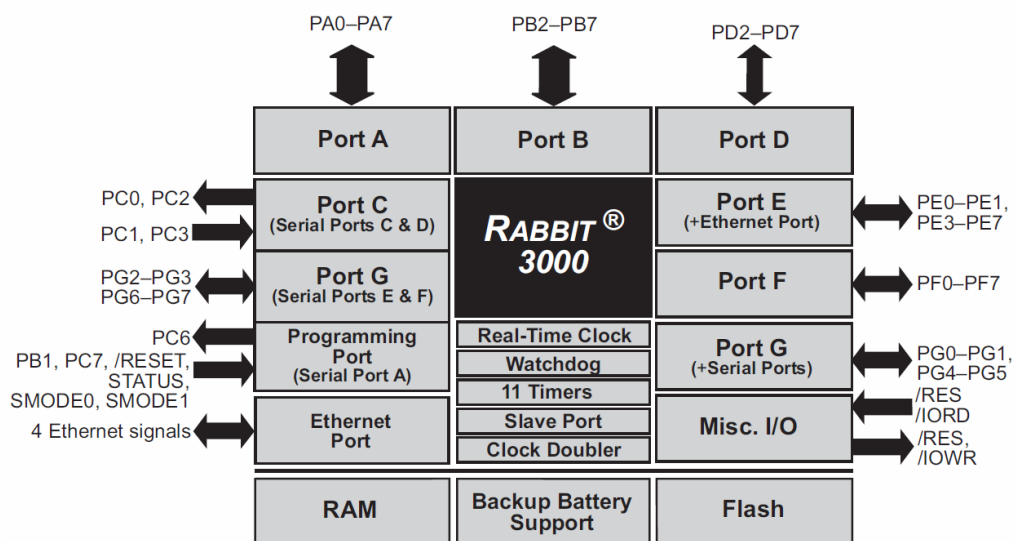 PA0–PA7
PB2–PB7
PD2–PD7
Port A
Port B
Port D
PC0, PC2
PC1, PC3
Port C
(Serial Ports C & D)
RABBIT ®
3000
Port E
(+Ethernet Port)
PE0–PE1,
PE3–PE7
PG2–PG3
PG6–PG7
Port G
(Serial Ports E & F)
Port F
PF0–PF7
PC6
PB1, PC7, /RESET,
STATUS,
SMODE0, SMODE1
Programming
Port
(Serial Port A)
Real-Time Clock
Watchdog
11 Timers
Slave Port
Clock Doubler
Port G
(+Serial Ports)
PG0–PG1,
PG4–PG5
4 Ethernet signals
Ethernet
Port
Misc. I/O
/RES
/IORD
/RES,
/IOWR
RAM
Backup Battery
Support
Flash